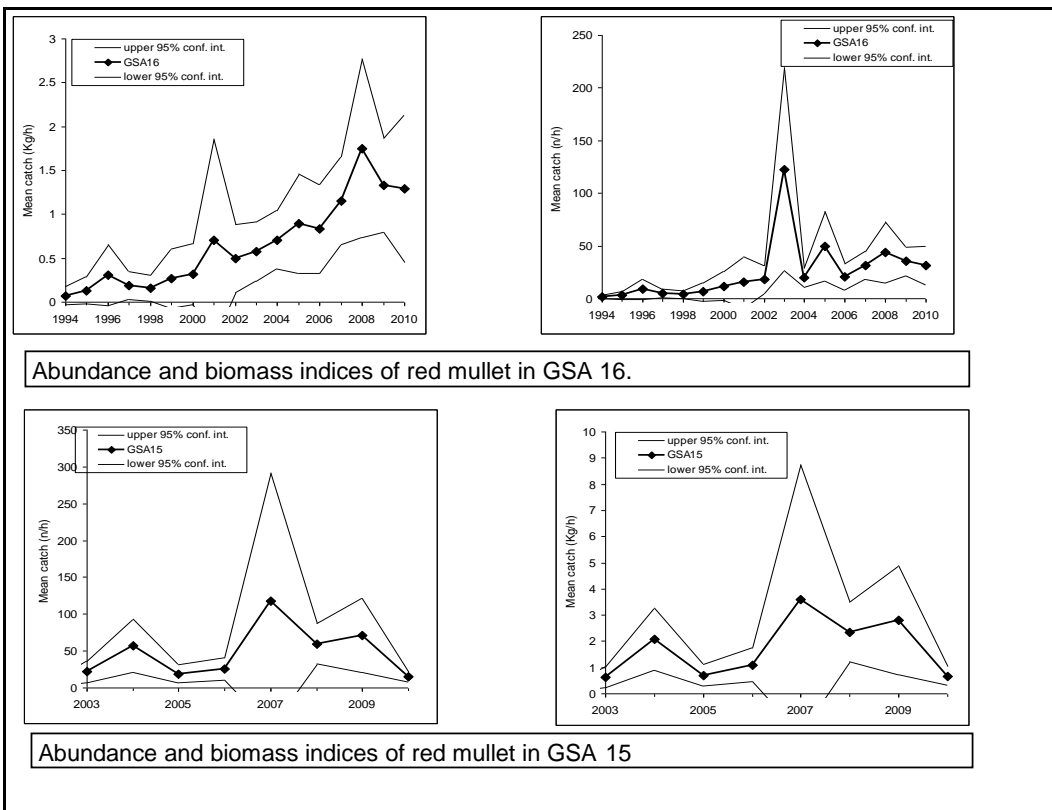 upper 95% conf. int.
GSA16
lower 95% conf. int.
Mean catch (Kg/h)
3
2.5
2
1.5
1
0.5
0
1994 1996 1998 2000 2002 2004 2006 2008 2010
upper 95% conf. int.
GSA16
lower 95% conf. int.
Mean catch (n/h)
250
200
150
100
50
0
1994 1996 1998 2000 2002 2004 2006 2008 2010
Abundance and biomass indices of red mullet in GSA 16.
upper 95% conf. int.
GSA15
lower 95% conf. int.
Mean catch (n/h)
350
300
250
200
150
100
50
0
2003 2005 2007 2009
upper 95% conf. int.
GSA15
lower 95% conf. int.
Mean catch (Kg/h)
10
9
8
7
6
5
4
3
2
1
0
2003 2005 2007 2009
Abundance and biomass indices of red mullet in GSA 15